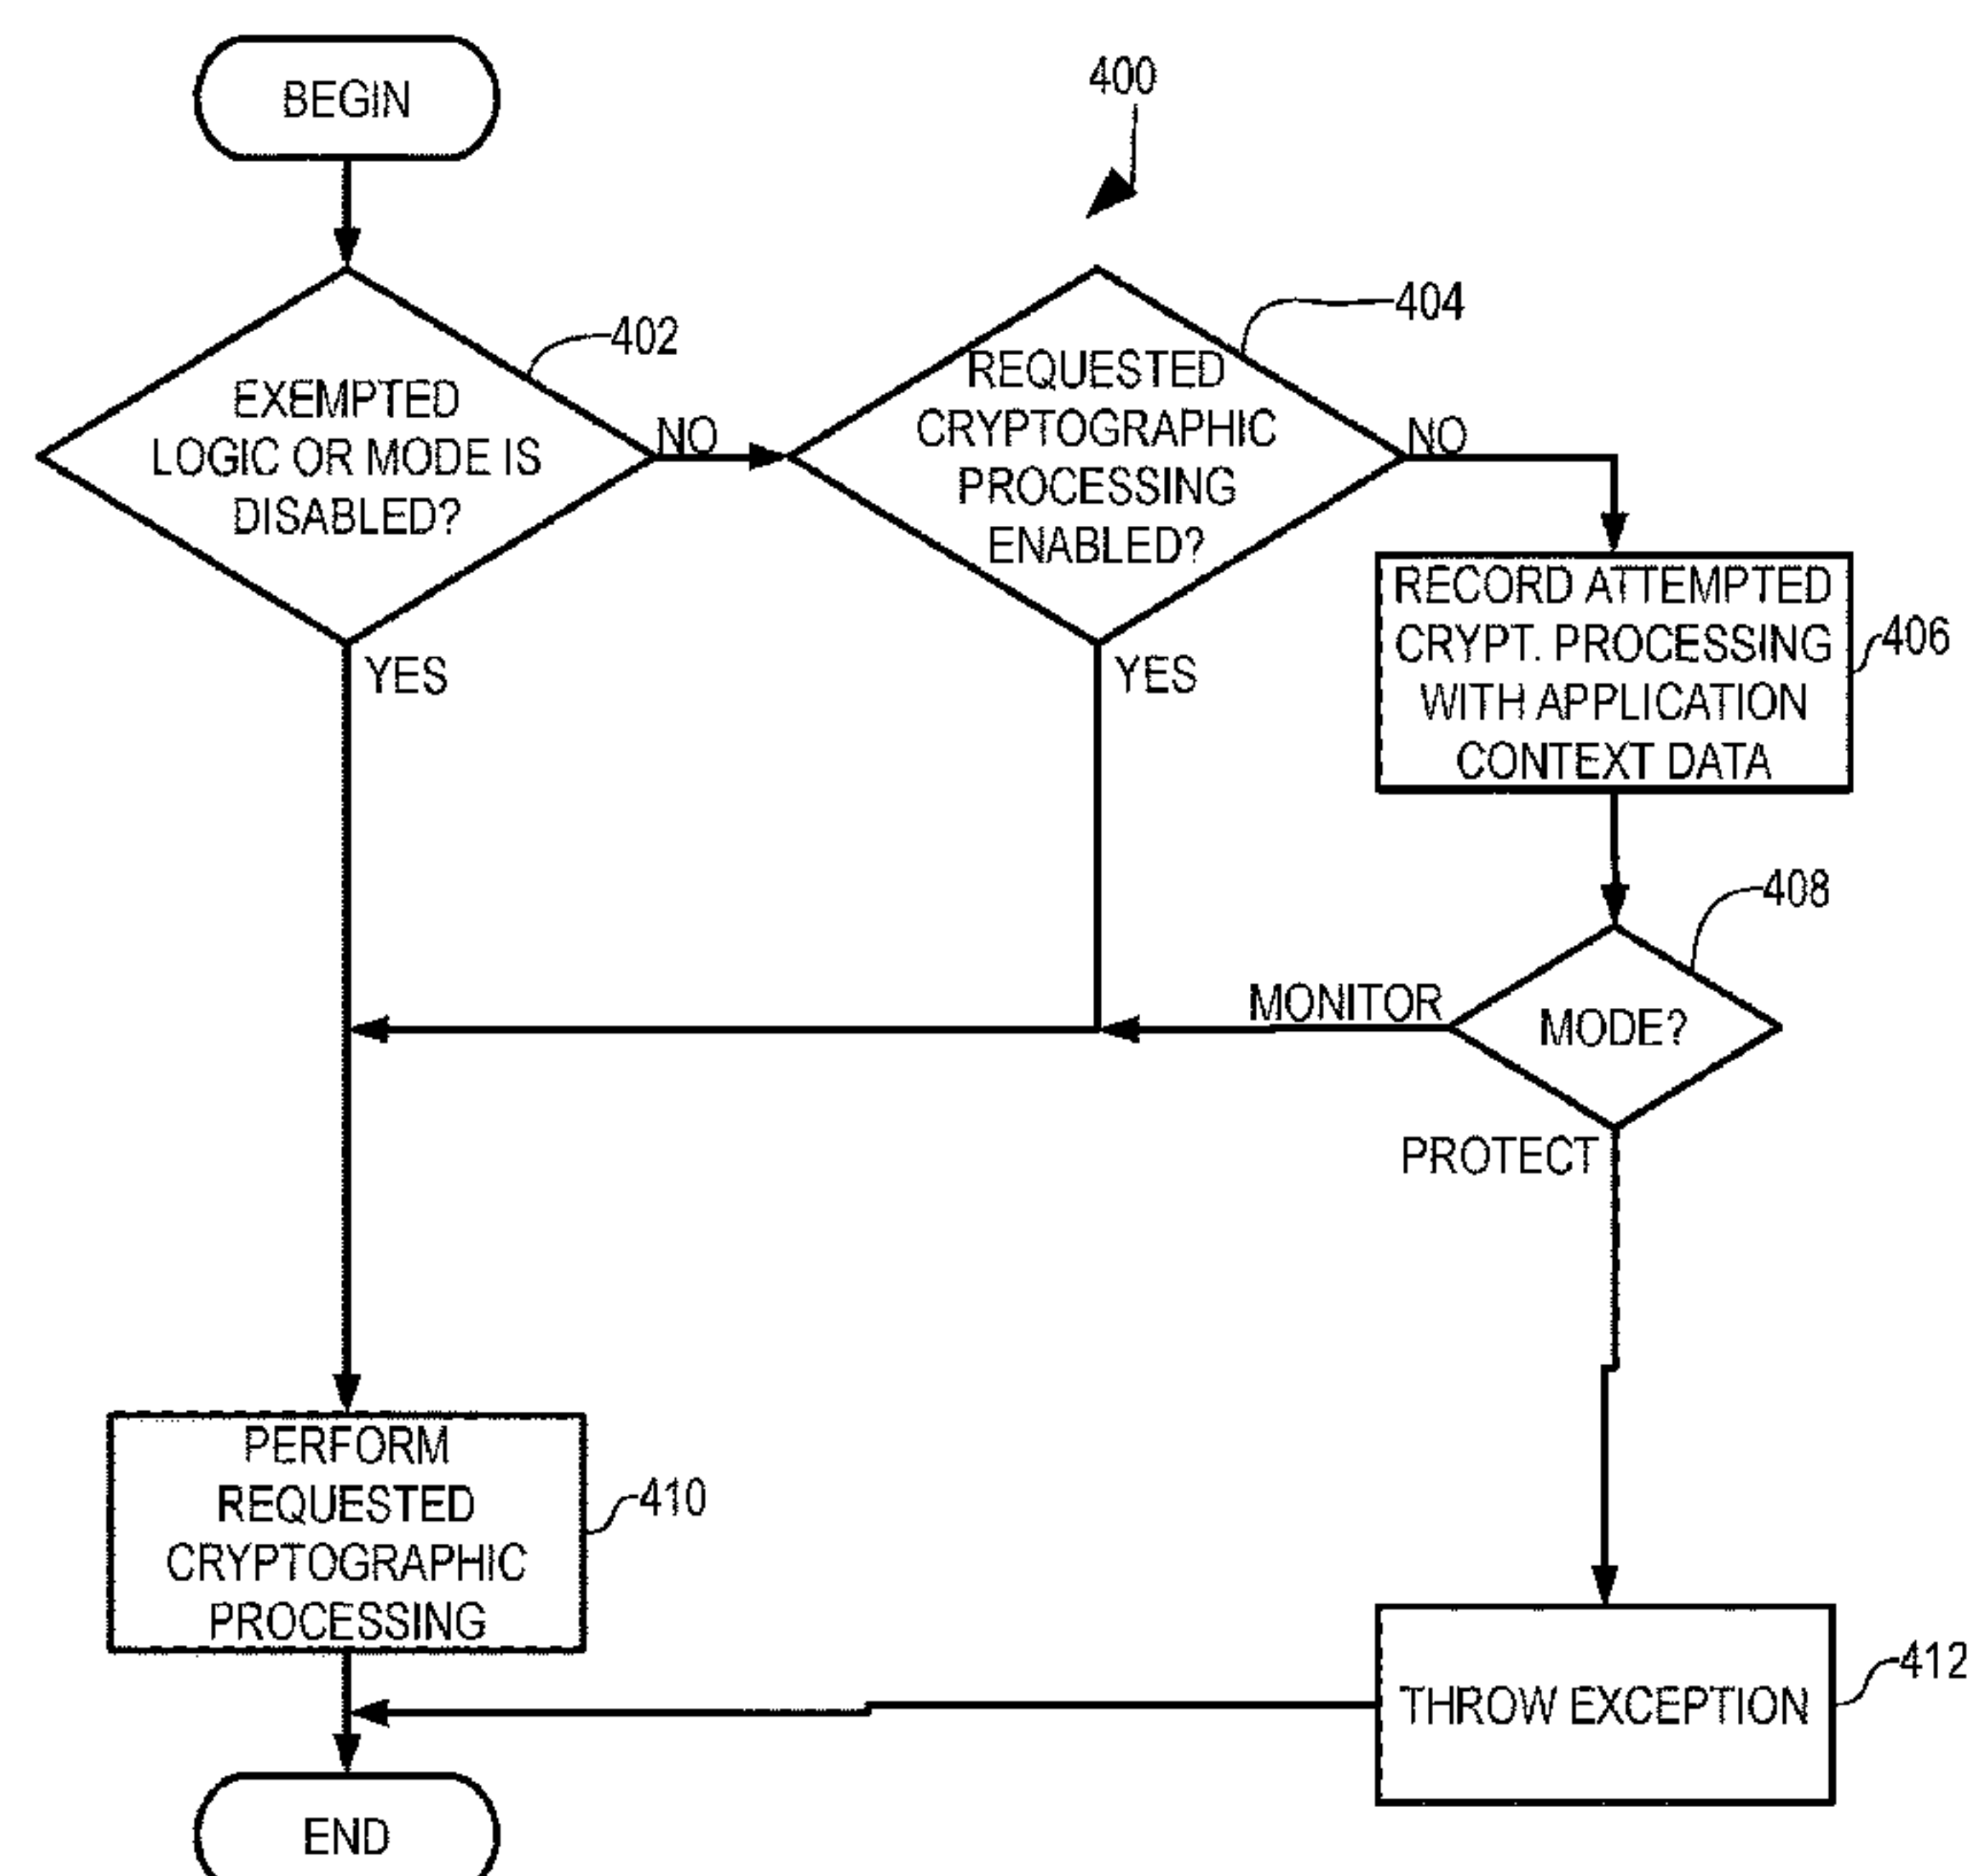 BEGIN
400
402
EXEMPTED
LOGIC OR MODE IS
DISABLED?
NO
YES
404
REQUESTED
CRYPTOGRAPHIC
PROCESSING
ENABLED?
NO
YES
RECORD ATTEMPTED
CRYPT. PROCESSING
WITH APPLICATION
CONTEXT DATA
406
408
MODE?
MONITOR
PROTECT
PERFORM
REQUESTED
CRYPTOGRAPHIC
PROCESSING
410
THROW EXCEPTION
412
END